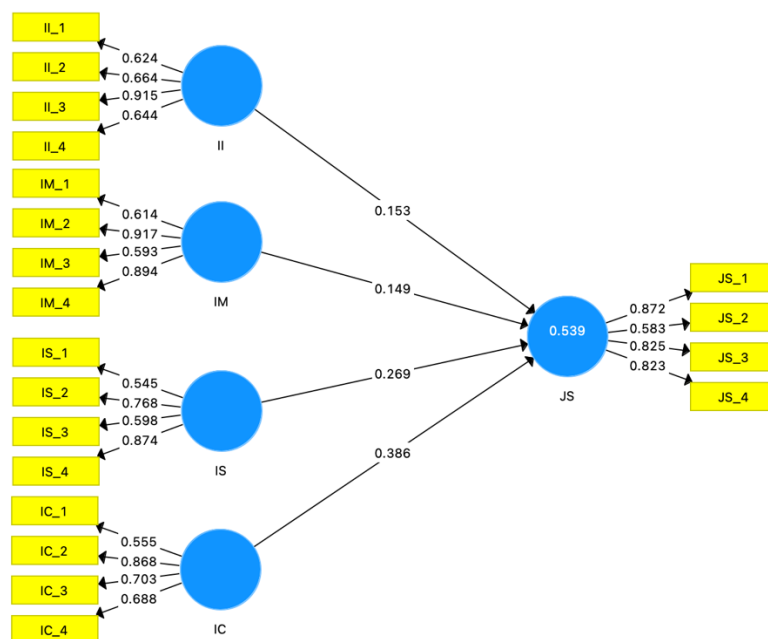 II_1
II_2
II_3
II_4
0.624
0.664
0.915
0.644
II
IM_1
IM_2
IM_3
IM_4
0.614
0.917
0.593
0.894
IM
IS_1
IS_2
IS_3
IS_4
0.545
0.768
0.598
0.874
IS
IC_1
IC_2
IC_3
IC_4
0.555
0.868
0.703
0.688
IC
0.153
0.149
0.269
0.386
0.539
JS
0.872
0.583
0.825
0.823
JS_1
JS_2
JS_3
JS_4